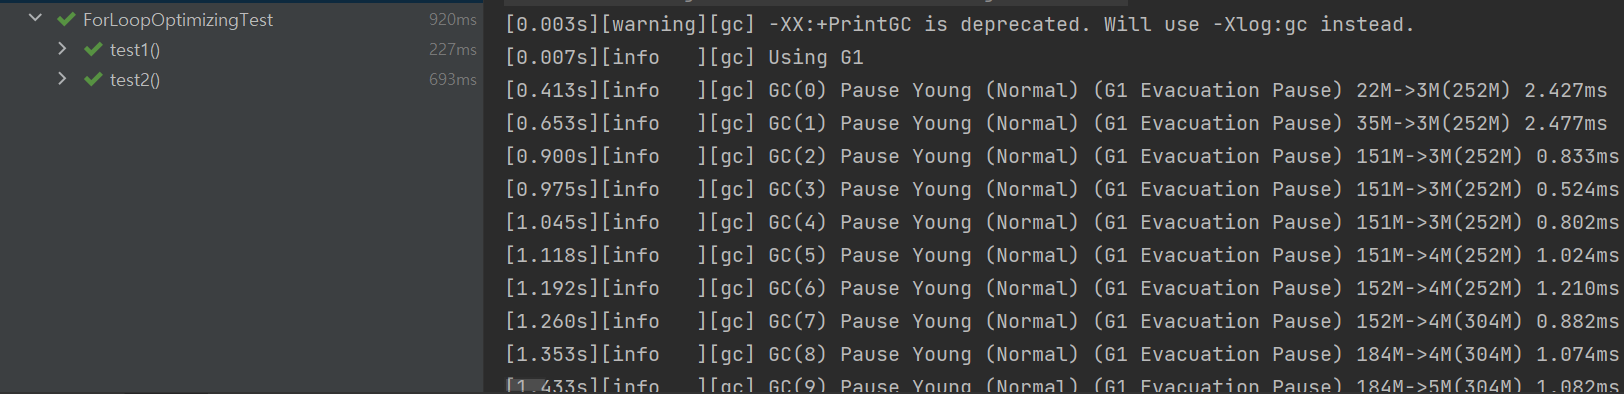 ForLoopOptimizingTest 920ms
test1() 227ms
test2() 693ms
[0.003s][warning][gc] -XX:+PrintGC is deprecated. Will use -Xlog:gc instead.
[0.007s][info   ][gc] Using G1
[0.413s][info   ][gc] GC(0) Pause Young (Normal) (G1 Evacuation Pause) 22M->3M(252M) 2.427ms
[0.653s][info   ][gc] GC(1) Pause Young (Normal) (G1 Evacuation Pause) 35M->3M(252M) 2.477ms
[0.900s][info   ][gc] GC(2) Pause Young (Normal) (G1 Evacuation Pause) 151M->3M(252M) 0.833ms
[0.975s][info   ][gc] GC(3) Pause Young (Normal) (G1 Evacuation Pause) 151M->3M(252M) 0.524ms
[1.045s][info   ][gc] GC(4) Pause Young (Normal) (G1 Evacuation Pause) 151M->3M(252M) 0.802ms
[1.118s][info   ][gc] GC(5) Pause Young (Normal) (G1 Evacuation Pause) 151M->4M(252M) 1.024ms
[1.192s][info   ][gc] GC(6) Pause Young (Normal) (G1 Evacuation Pause) 152M->4M(252M) 1.210ms
[1.260s][info   ][gc] GC(7) Pause Young (Normal) (G1 Evacuation Pause) 152M->4M(304M) 0.882ms
[1.353s][info   ][gc] GC(8) Pause Young (Normal) (G1 Evacuation Pause) 184M->4M(304M) 1.074ms
[1.433s][info   ][gc] GC(9) Pause Young (Normal) (G1 Evacuation Pause) 184M->5M(304M) 1.082ms